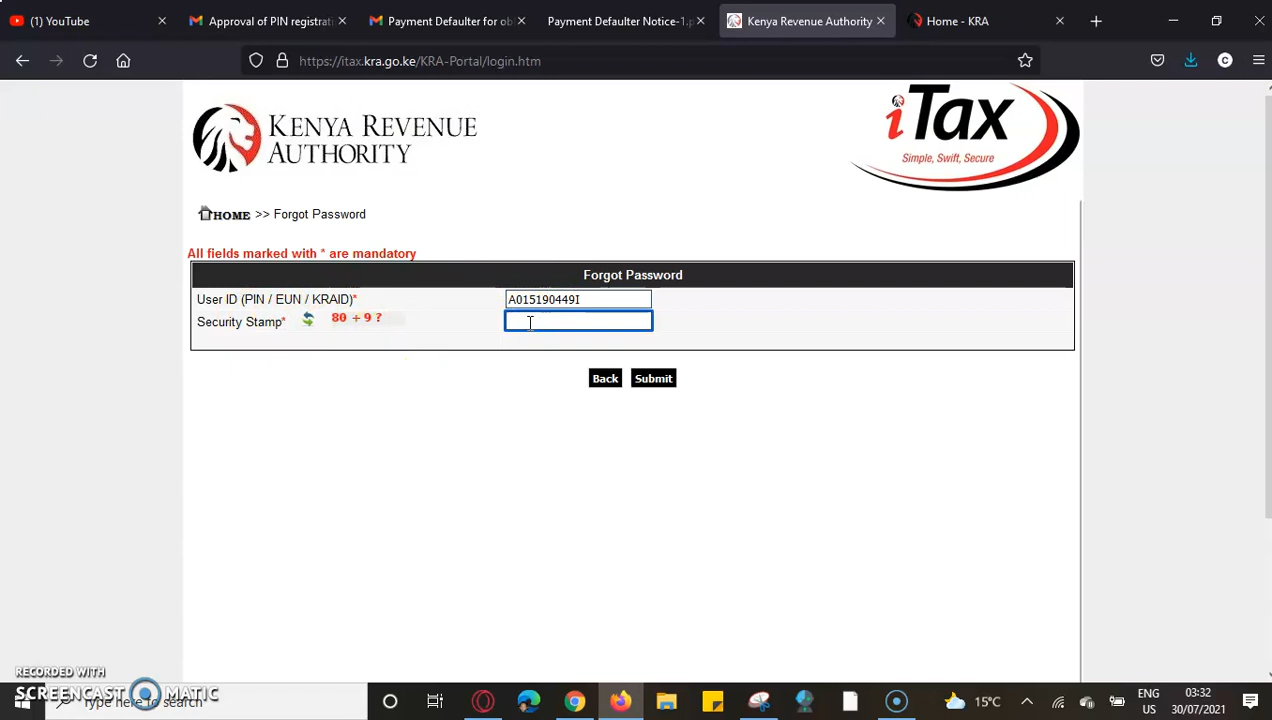 (1) YouTube
Approval of PIN registrati
Payment Defaulter for ob
Payment Defaulter Notice-1.p
Kenya Revenue Authority
Home - KRA
https://itax.kra.go.ke/KRA-Portal/login.htm
C
KENYA REVENUE
AUTHORITY
iTax
Simple, Swift, Secure
HOME >> Forgot Password
All fields marked with * are mandatory
Forgot Password
User ID (PIN / EUN / KRAID)* A015190449I
Security Stamp* 80 + 9 ?
Back Submit
RECORDED WITH
SCREENCAST MATIC
Type here to search
15°C
ENG
US
03:32
30/07/2021